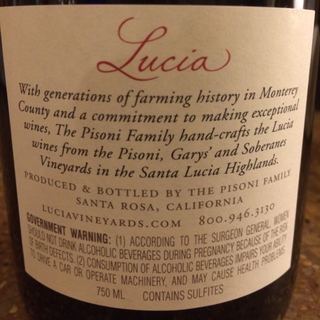 Lucia
With generations of farming history in Monterey
County and a commitment to making exceptional
wines, The Pisoni Family hand-crafts the Lucia
wines from the Pisoni, Garys' and Soberanes
Vineyards in the Santa Lucia Highlands.
PRODUCED & BOTTLED BY THE PISONI FAMILY
SANTA ROSA, CALIFORNIA
LUCIAVINEYARDS.COM 800.946.3130
GOVERNMENT WARNING: (1) ACCORDING TO THE SURGEON GENERAL, WOMEN
SHOULD NOT DRINK ALCOHOLIC BEVERAGES DURING PREGNANCY BECAUSE OF THE RISK
OF BIRTH DEFECTS. (2) CONSUMPTION OF ALCOHOLIC BEVERAGES IMPAIRS YOUR ABILITY
TO DRIVE A CAR OR OPERATE MACHINERY, AND MAY CAUSE HEALTH PROBLEMS.
750 ML CONTAINS SULFITES